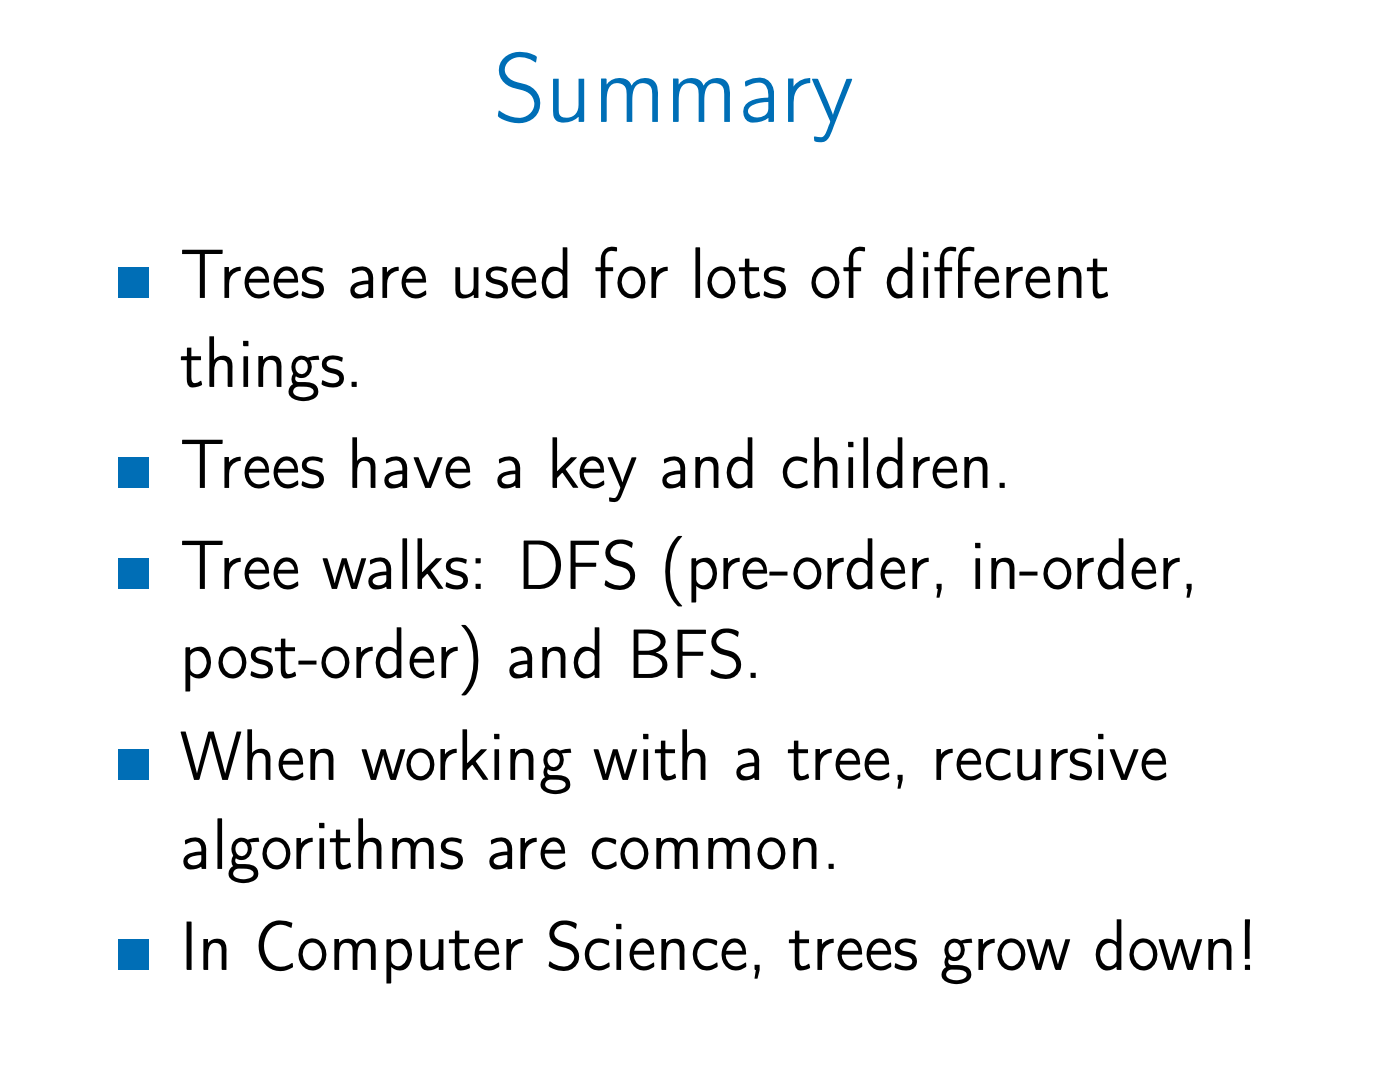 Summary
Trees are used for lots of different
things.
Trees have a key and children.
Tree walks: DFS (pre-order, in-order,
post-order) and BFS.
When working with a tree, recursive
algorithms are common.
In Computer Science, trees grow down!